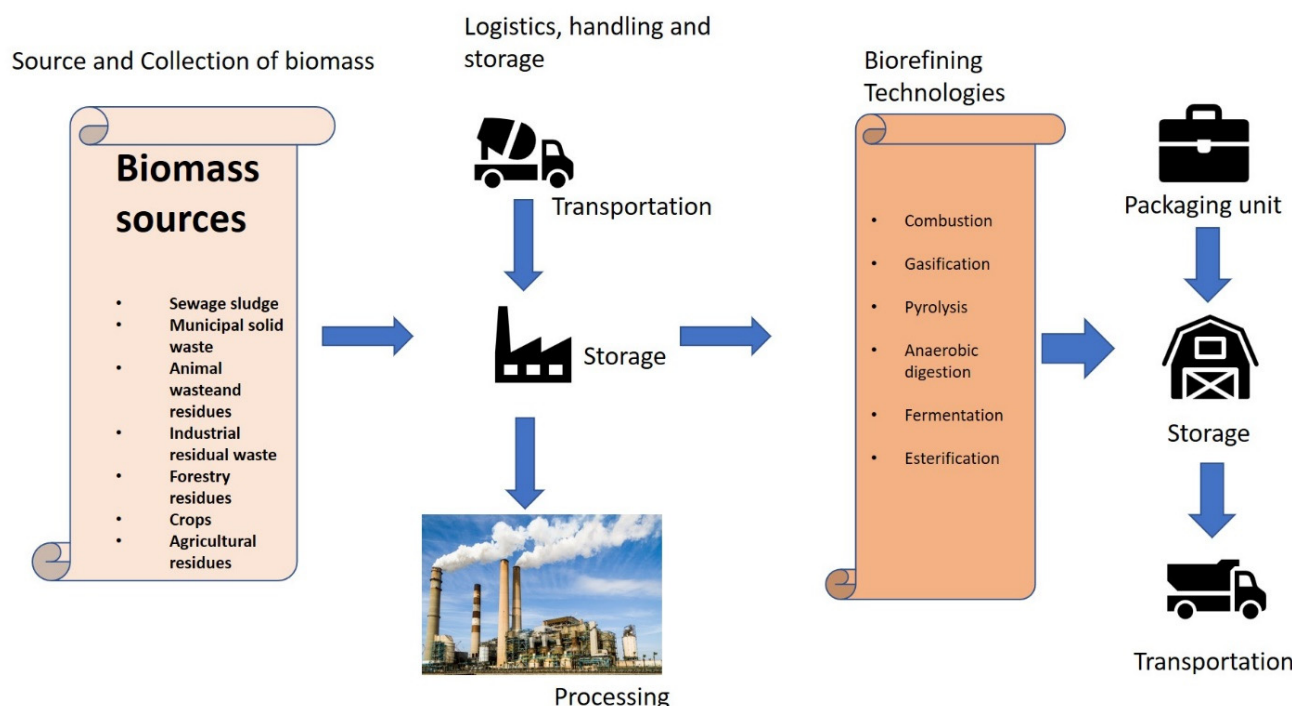 Source and Collection of biomass
Biomass
sources
• Sewage sludge
• Municipal solid
waste
• Animal
wasteand residues
• Industrial
residual waste
• Forestry
residues
• Crops
• Agricultural
residues
Logistics, handling and
storage
Transportation
Storage
Processing
Biorefining
Technologies
• Combustion
• Gasification
• Pyrolysis
• Anaerobic
digestion
• Fermentation
• Esterification
Packaging unit
Storage
Transportation